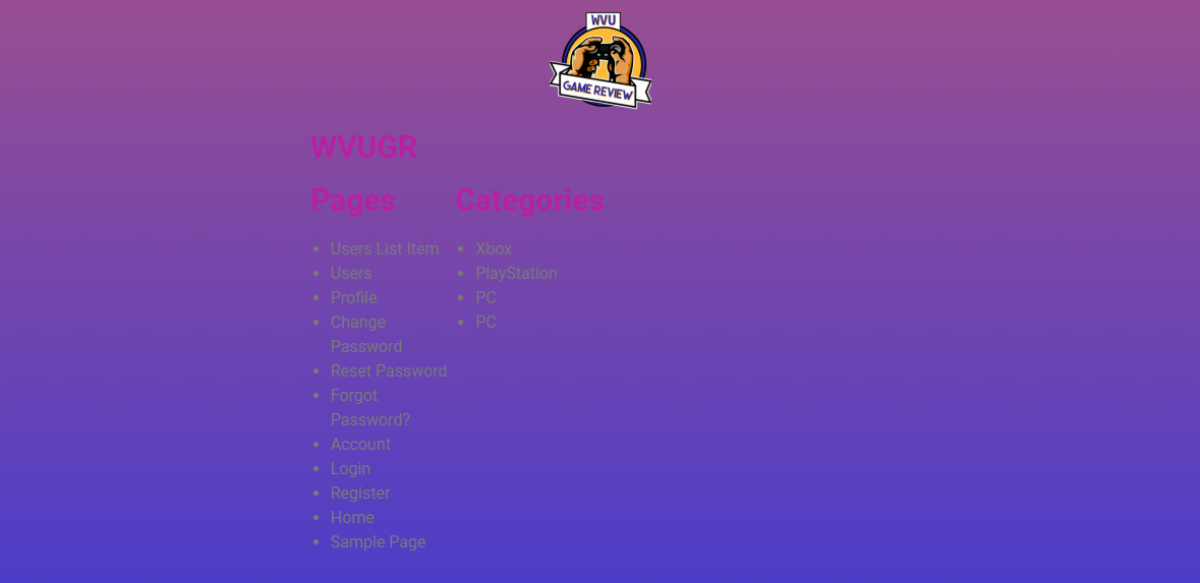 WVU
GAME REVIEW
WVUGR
Pages
Users List Item
Users
Profile
Change
Password
Reset Password
Forgot
Password?
Account
Login
Register
Home
Sample Page
Categories
Xbox
PlayStation
PC
PC